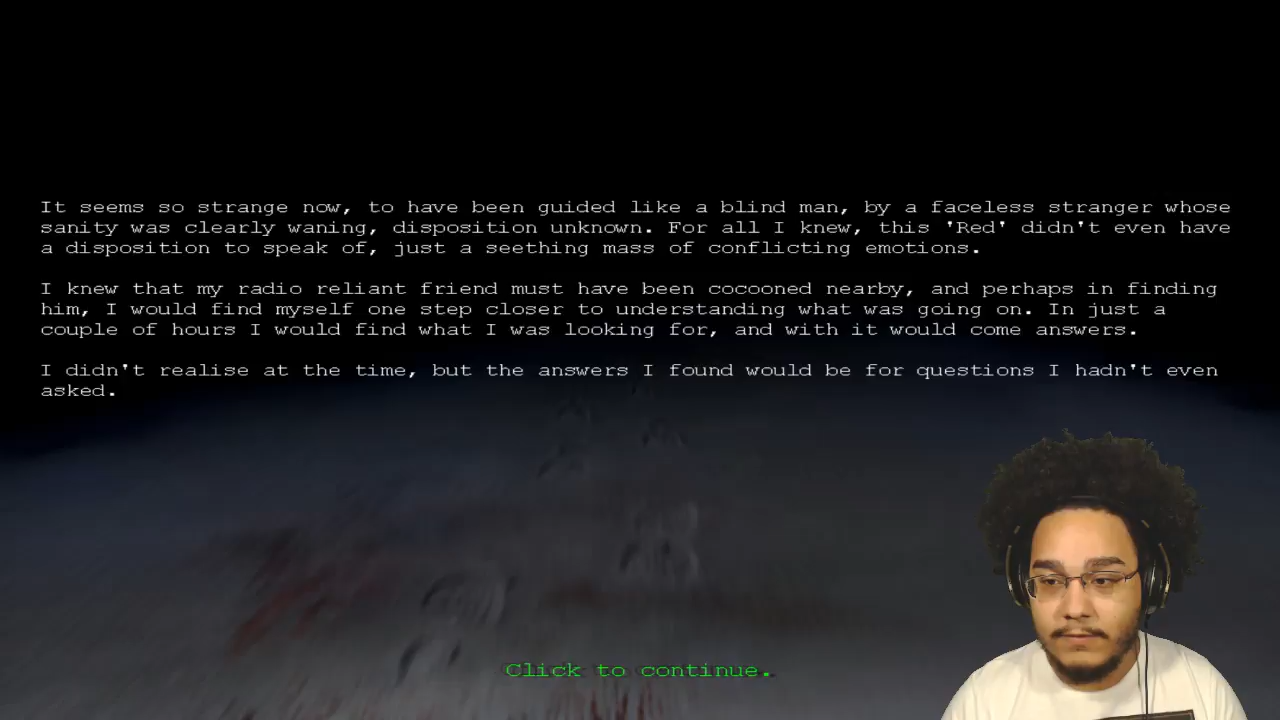 It seems so strange now, to have been guided like a blind man, by a faceless stranger whose
sanity was clearly waning, disposition unknown. For all I knew, this 'Red' didn't even have
a disposition to speak of, just a seething mass of conflicting emotions.
I knew that my radio reliant friend must have been cocooned nearby, and perhaps in finding
him, I would find myself one step closer to understanding what was going on. In just a
couple of hours I would find what I was looking for, and with it would come answers.
I didn't realise at the time, but the answers I found would be for questions I hadn't even
asked.
Click to continue.